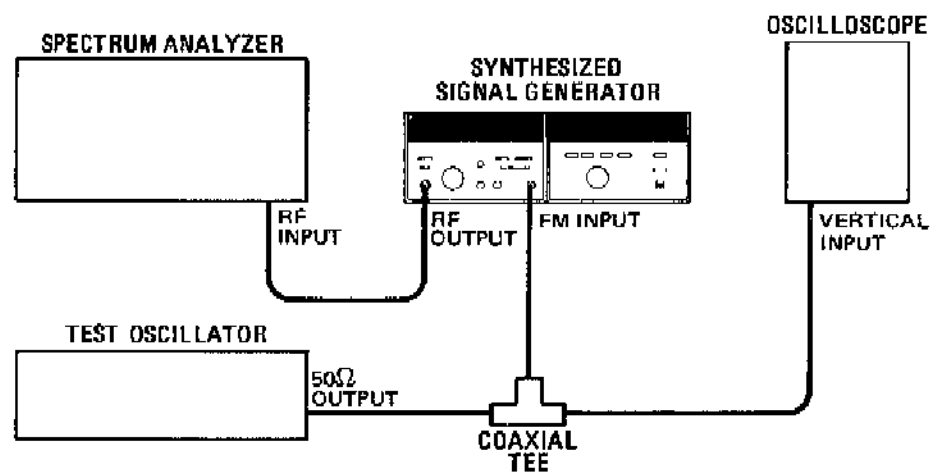 OSCILLOSCOPE
SPECTRUM ANALYZER
SYNTHESIZED
SIGNAL GENERATOR
RF
INPUT
RF
OUTPUT
FM INPUT
VERTICAL
INPUT
TEST OSCILLATOR
50Ω
OUTPUT
COAXIAL
TEE